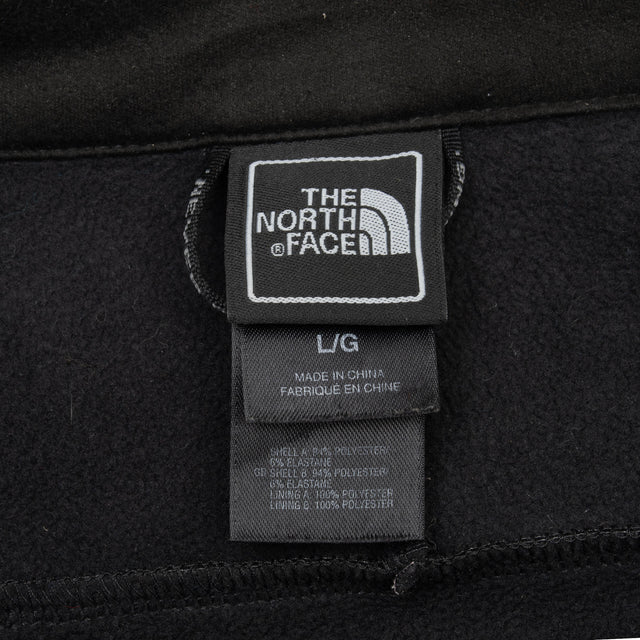 THE
NORTH
FACE
®
L/G
MADE IN CHINA
FABRIQUÉ EN CHINE
SHELL A: 94% POLYESTER/
6% ELASTANE
GB SHELL B: 94% POLYESTER/
6% ELASTANE
LINING A: 100% POLYESTER
LINING B: 100% POLYESTER